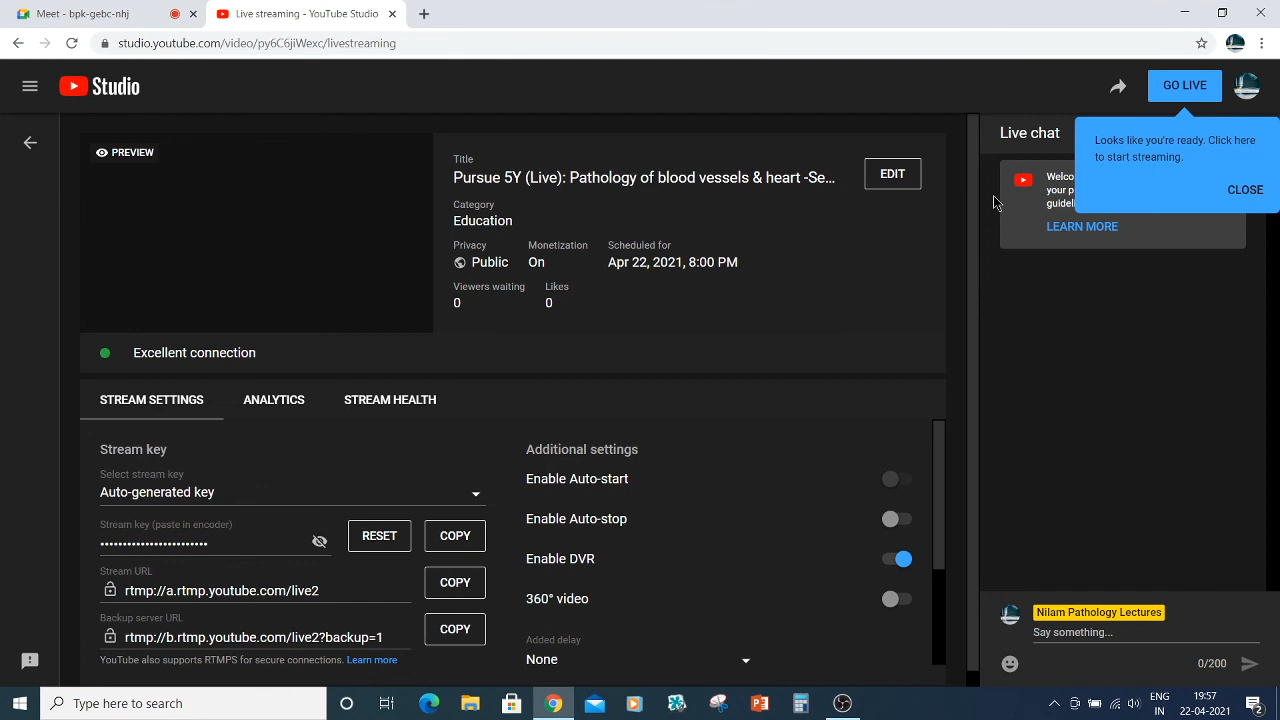 Meet - bpk-gebc-nhj
Live streaming - YouTube Studio
studio.youtube.com/video/py6C6jiWexc/livestreaming
Studio
GO LIVE
Looks like you're ready. Click here
to start streaming.
CLOSE
PREVIEW
Title
Pursue 5Y (Live): Pathology of blood vessels & heart -Se...
EDIT
Category
Education
Privacy
Public
Monetization
On
Scheduled for
Apr 22, 2021, 8:00 PM
Viewers waiting
0
Likes
0
Excellent connection
STREAM SETTINGS
ANALYTICS
STREAM HEALTH
Stream key
Select stream key
Auto-generated key
Stream key (paste in encoder)
••••••••••••••••••••••••
RESET
COPY
Stream URL
rtmp://a.rtmp.youtube.com/live2
COPY
Backup server URL
rtmp://b.rtmp.youtube.com/live2?backup=1
COPY
YouTube also supports RTMPS for secure connections. Learn more
Additional settings
Enable Auto-start
Enable Auto-stop
Enable DVR
360° video
Added delay
None
Live chat
LEARN MORE
Nilam Pathology Lectures
Say something...
0/200
Type here to search
ENG
IN
19:57
22-04-2021
2